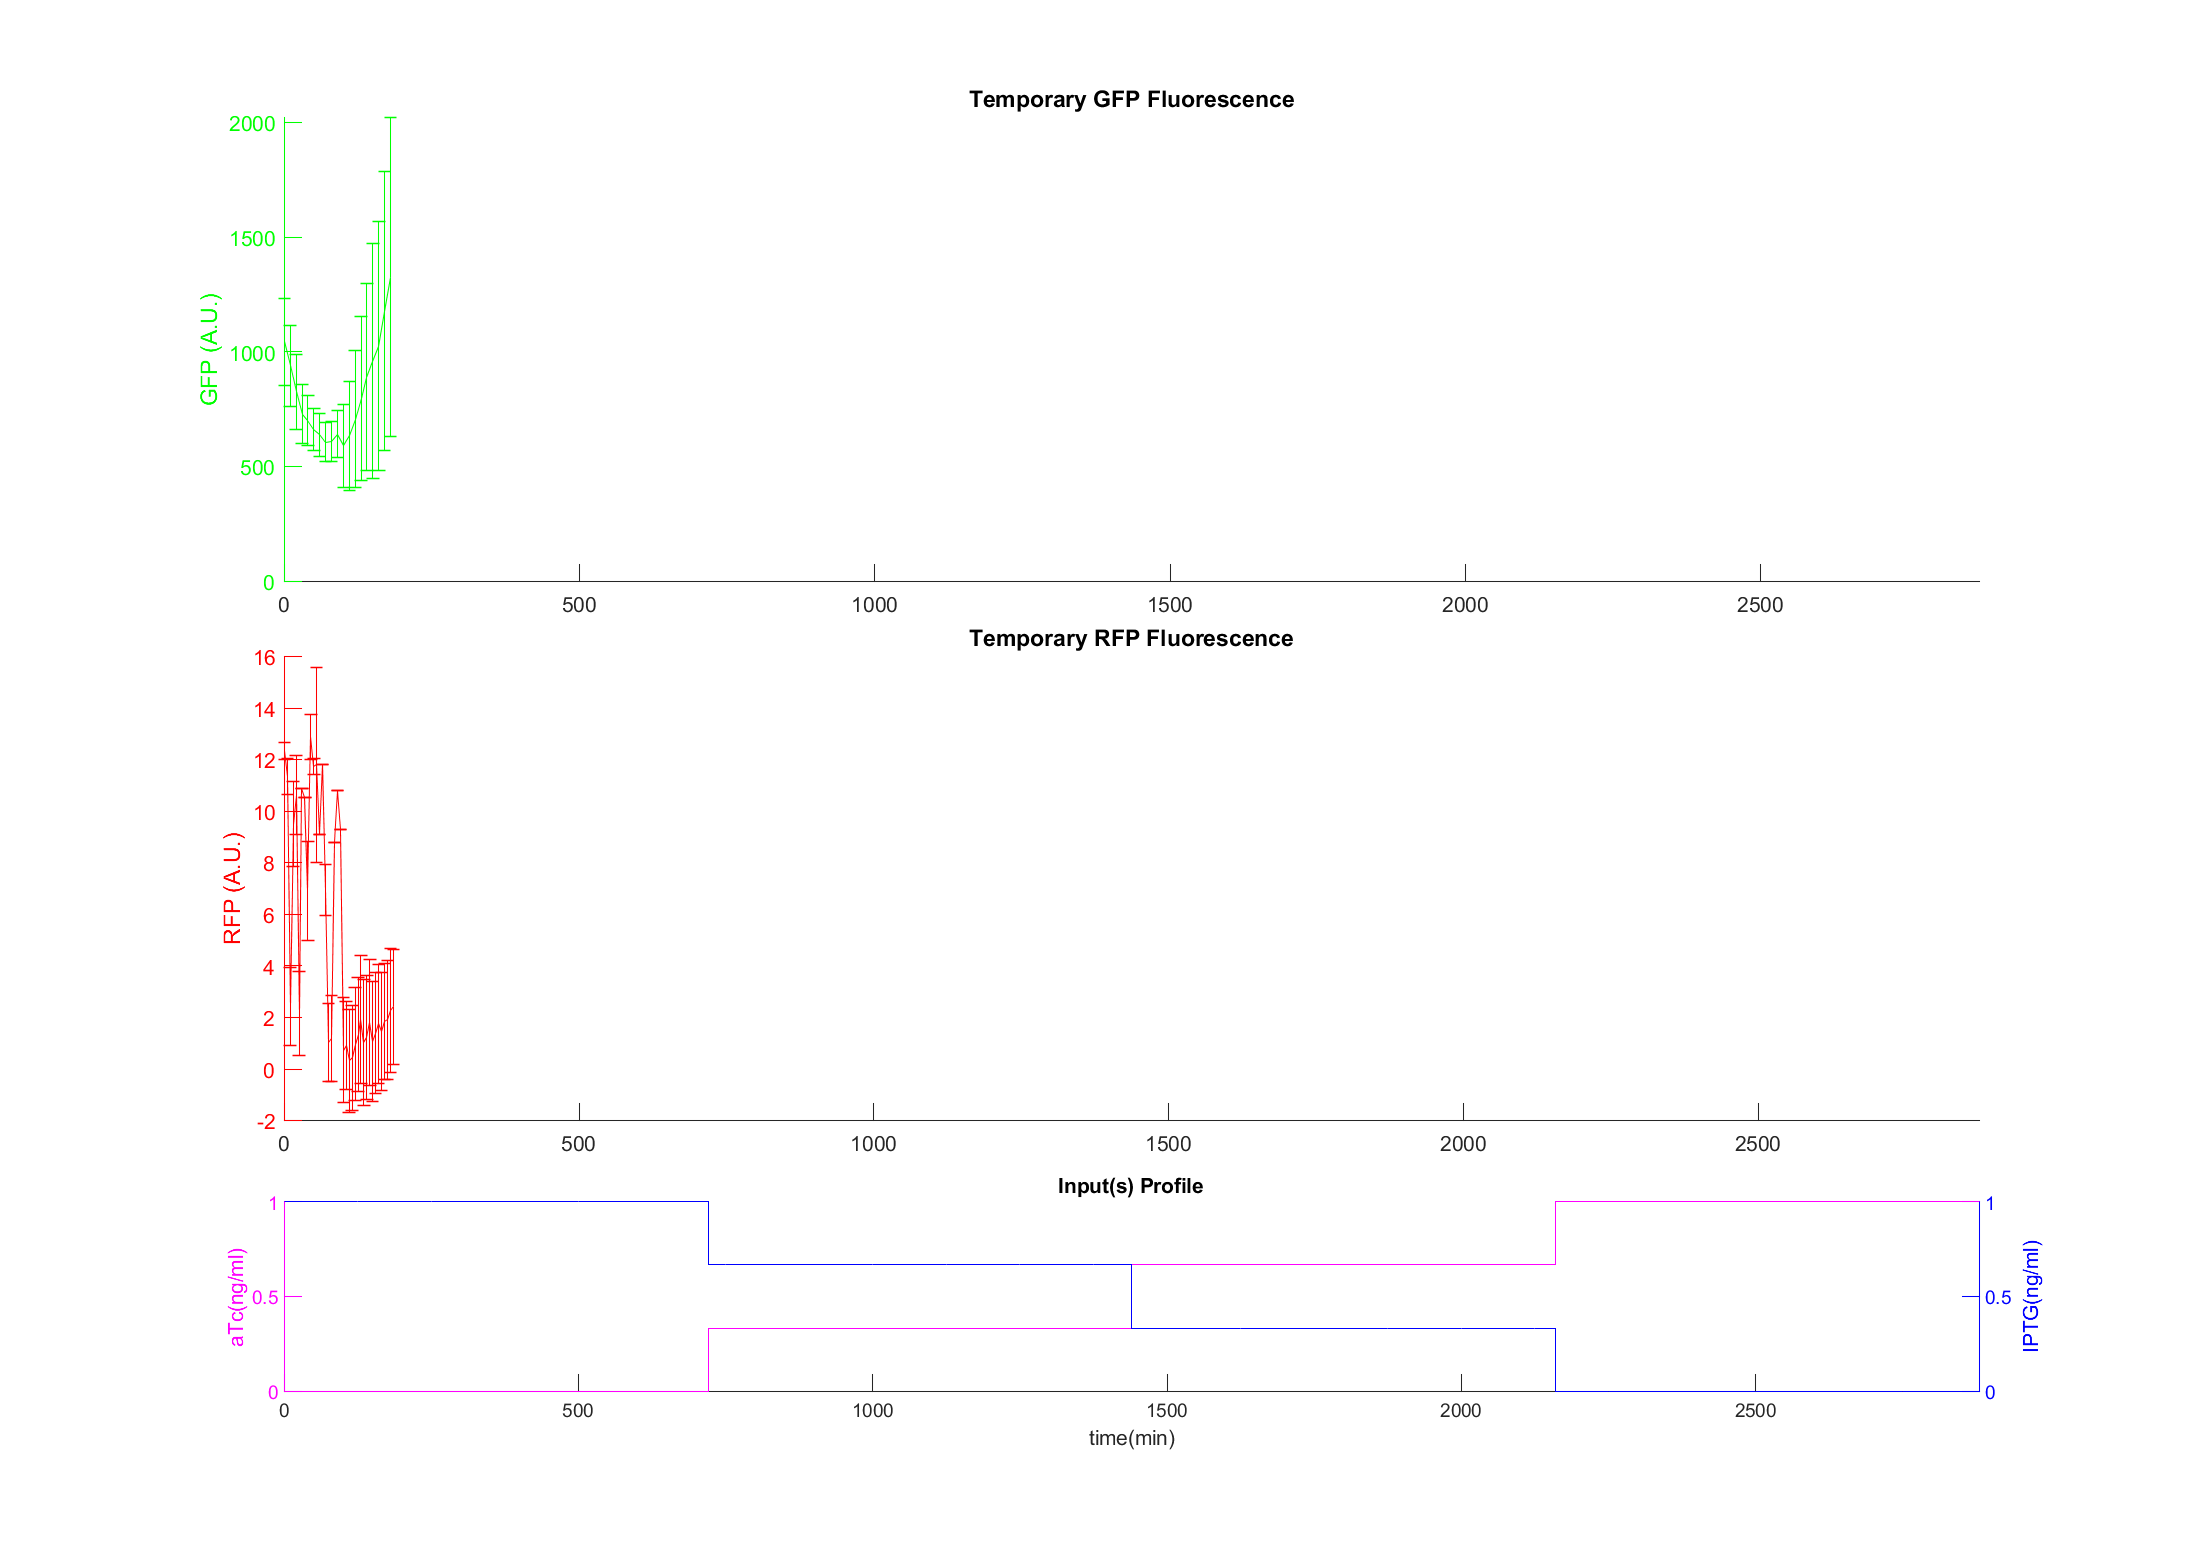 Temporary GFP Fluorescence
2000
1500
1000
500
0
GFP (A.U.)
0 500 1000 1500 2000 2500
Temporary RFP Fluorescence
16
14
12
10
8
6
4
2
0
-2
RFP (A.U.)
0 500 1000 1500 2000 2500
Input(s) Profile
1
0.5
0
aTc(ng/ml)
1
0.5
0
IPTG(ng/ml)
0 500 1000 1500 2000 2500
time(min)